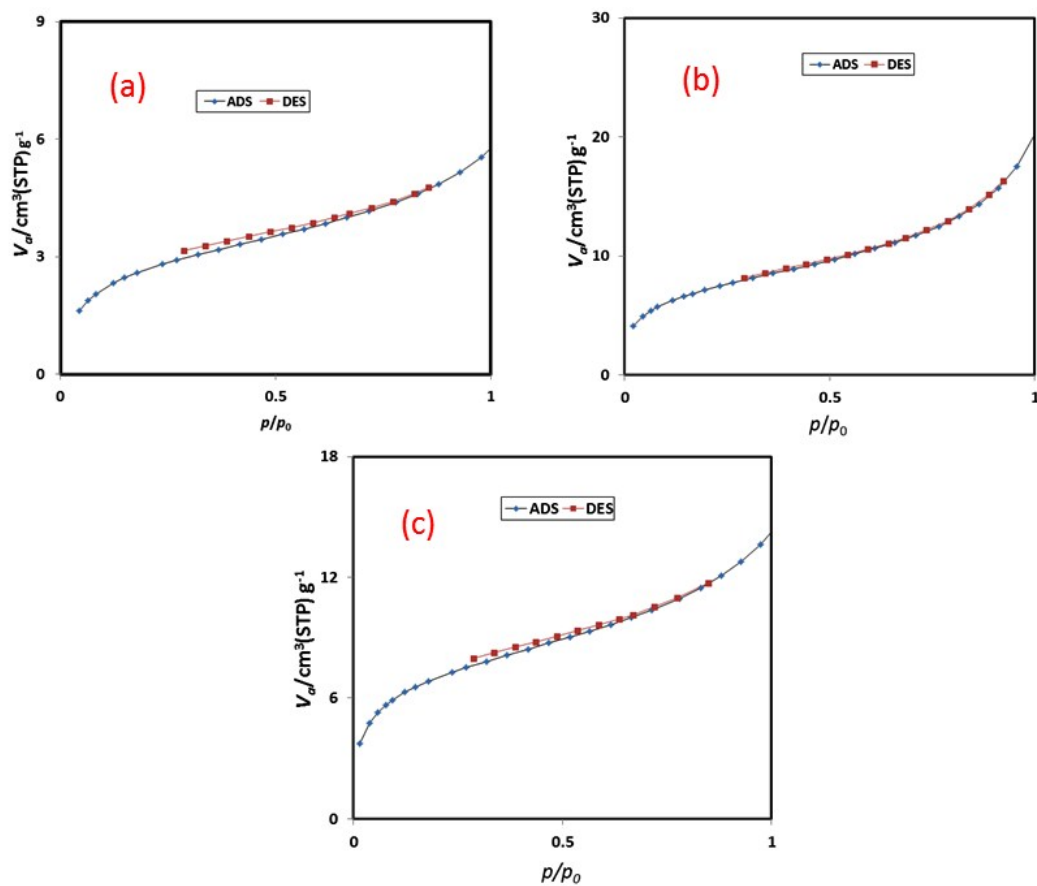 9
(a)
ADS DES
6
Vₐ/cm³(STP) g⁻¹
3
0
0 0.5 1
p/p₀
30
(b)
ADS DES
20
Vₐ/cm³(STP) g⁻¹
10
0
0 0.5 1
p/p₀
18
(c)
ADS DES
12
Vₐ/cm³(STP) g⁻¹
6
0
0 0.5 1
p/p₀